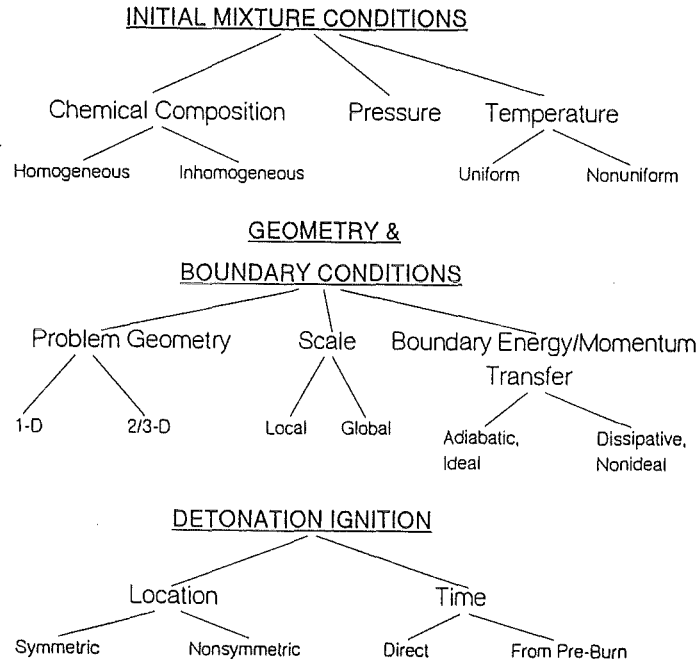 INITIAL MIXTURE CONDITIONS
Chemical Composition Pressure Temperature
Homogeneous Inhomogeneous Uniform Nonuniform
GEOMETRY &
BOUNDARY CONDITIONS
Problem Geometry Scale Boundary Energy/Momentum
Transfer
1-D 2/3-D Local Global Adiabatic, Dissipative,
Ideal Nonideal
DETONATION IGNITION
Location Time
Symmetric Nonsymmetric Direct From Pre-Burn